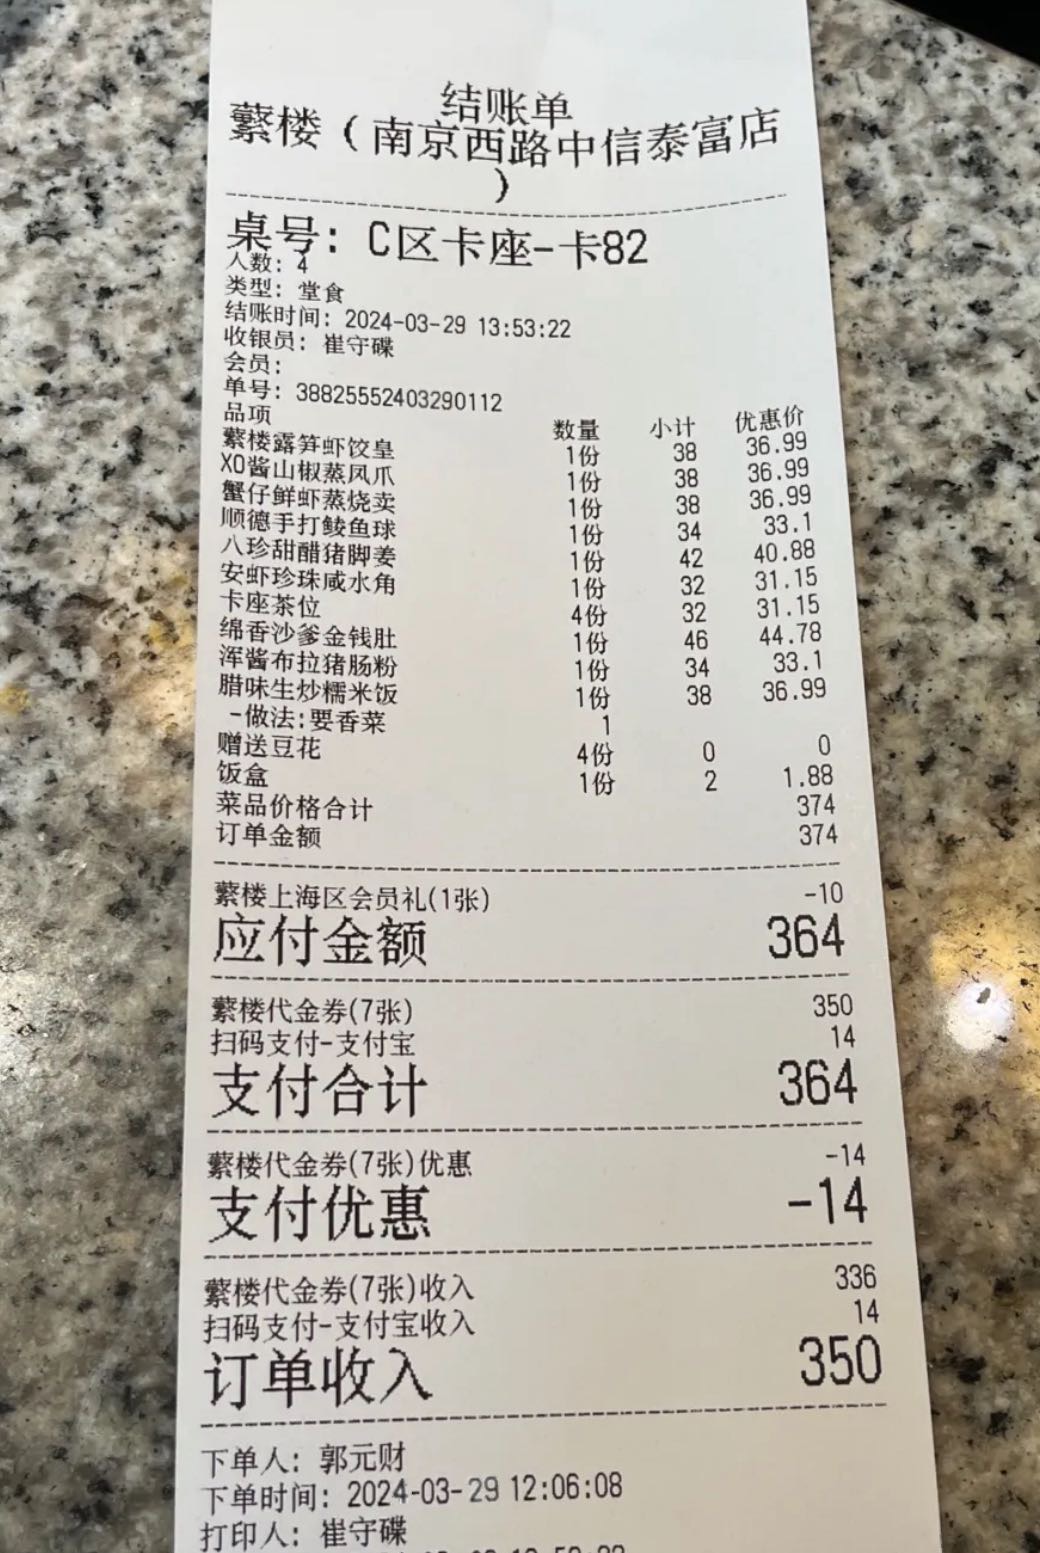 结账单
蘩楼（南京西路中信泰富店
）
桌号: C区卡座-卡82
人数: 4
类型: 堂食
结账时间: 2024-03-29 13:53:22
收银员: 崔守碟
会员:
单号: 38825552403290112
品项 数量 小计 优惠价
蘩楼露笋虾饺皇 1份 38 36.99
XO酱山椒蒸凤爪 1份 38 36.99
蟹仔鲜虾蒸烧卖 1份 38 36.99
顺德手打鲮鱼球 1份 34 33.1
八珍甜醋猪脚姜 1份 42 40.88
安虾珍珠咸水角 1份 32 31.15
卡座茶位 4份 32 31.15
绵香沙爹金钱肚 1份 46 44.78
浑酱布拉猪肠粉 1份 34 33.1
腊味生炒糯米饭 1份 38 36.99
-做法:要香菜 1
赠送豆花 4份 0 0
饭盒 1份 2 1.88
菜品价格合计 374
订单金额 374
蘩楼上海区会员礼(1张) -10
应付金额 364
蘩楼代金券(7张) 350
扫码支付-支付宝 14
支付合计 364
蘩楼代金券(7张)优惠 -14
支付优惠 -14
蘩楼代金券(7张)收入 336
扫码支付-支付宝收入 14
订单收入 350
下单人: 郭元财
下单时间: 2024-03-29 12:06:08
打印人: 崔守碟